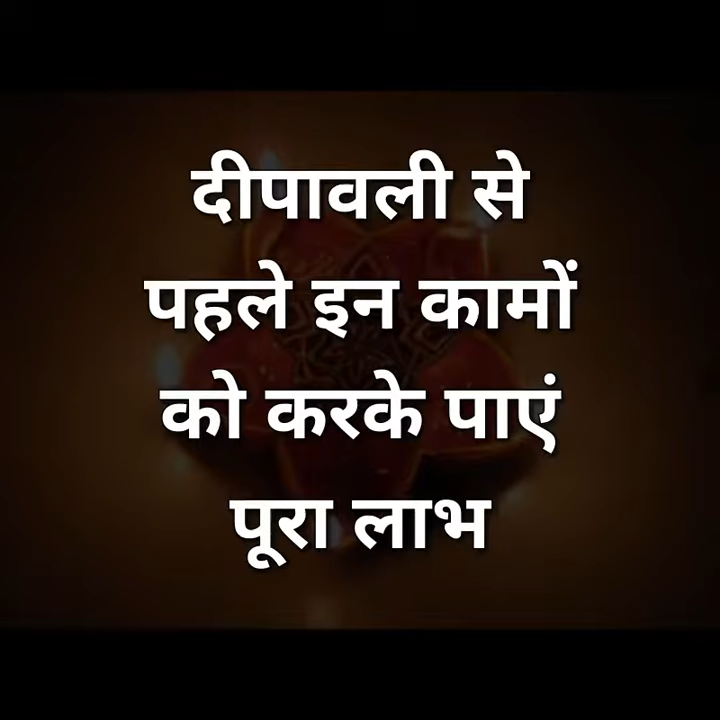 दीपावली से
पहले इन कामों
को करके पाएं
पूरा लाभ